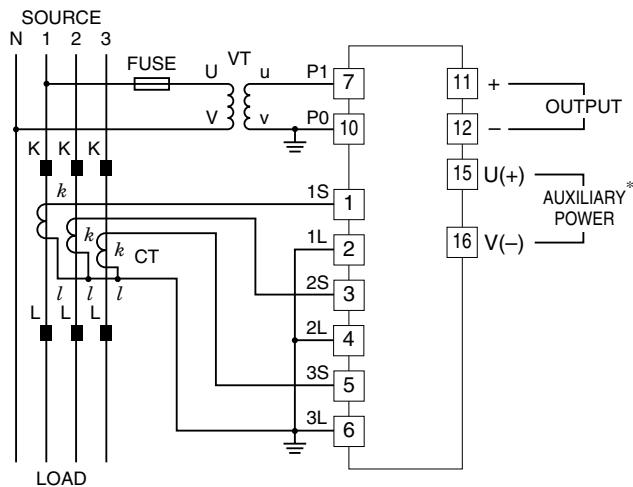 SOURCE
N 1 2 3
FUSE
U
VT
u
P1
7
11
+
OUTPUT
V
v
P0
10
12
−
K K K
15
U(+)
AUXILIARY*
POWER
16
V(−)
k
1S
1
k
k
CT
1L
2
l l l
2S
3
L L L
2L
4
3S
5
3L
6
LOAD